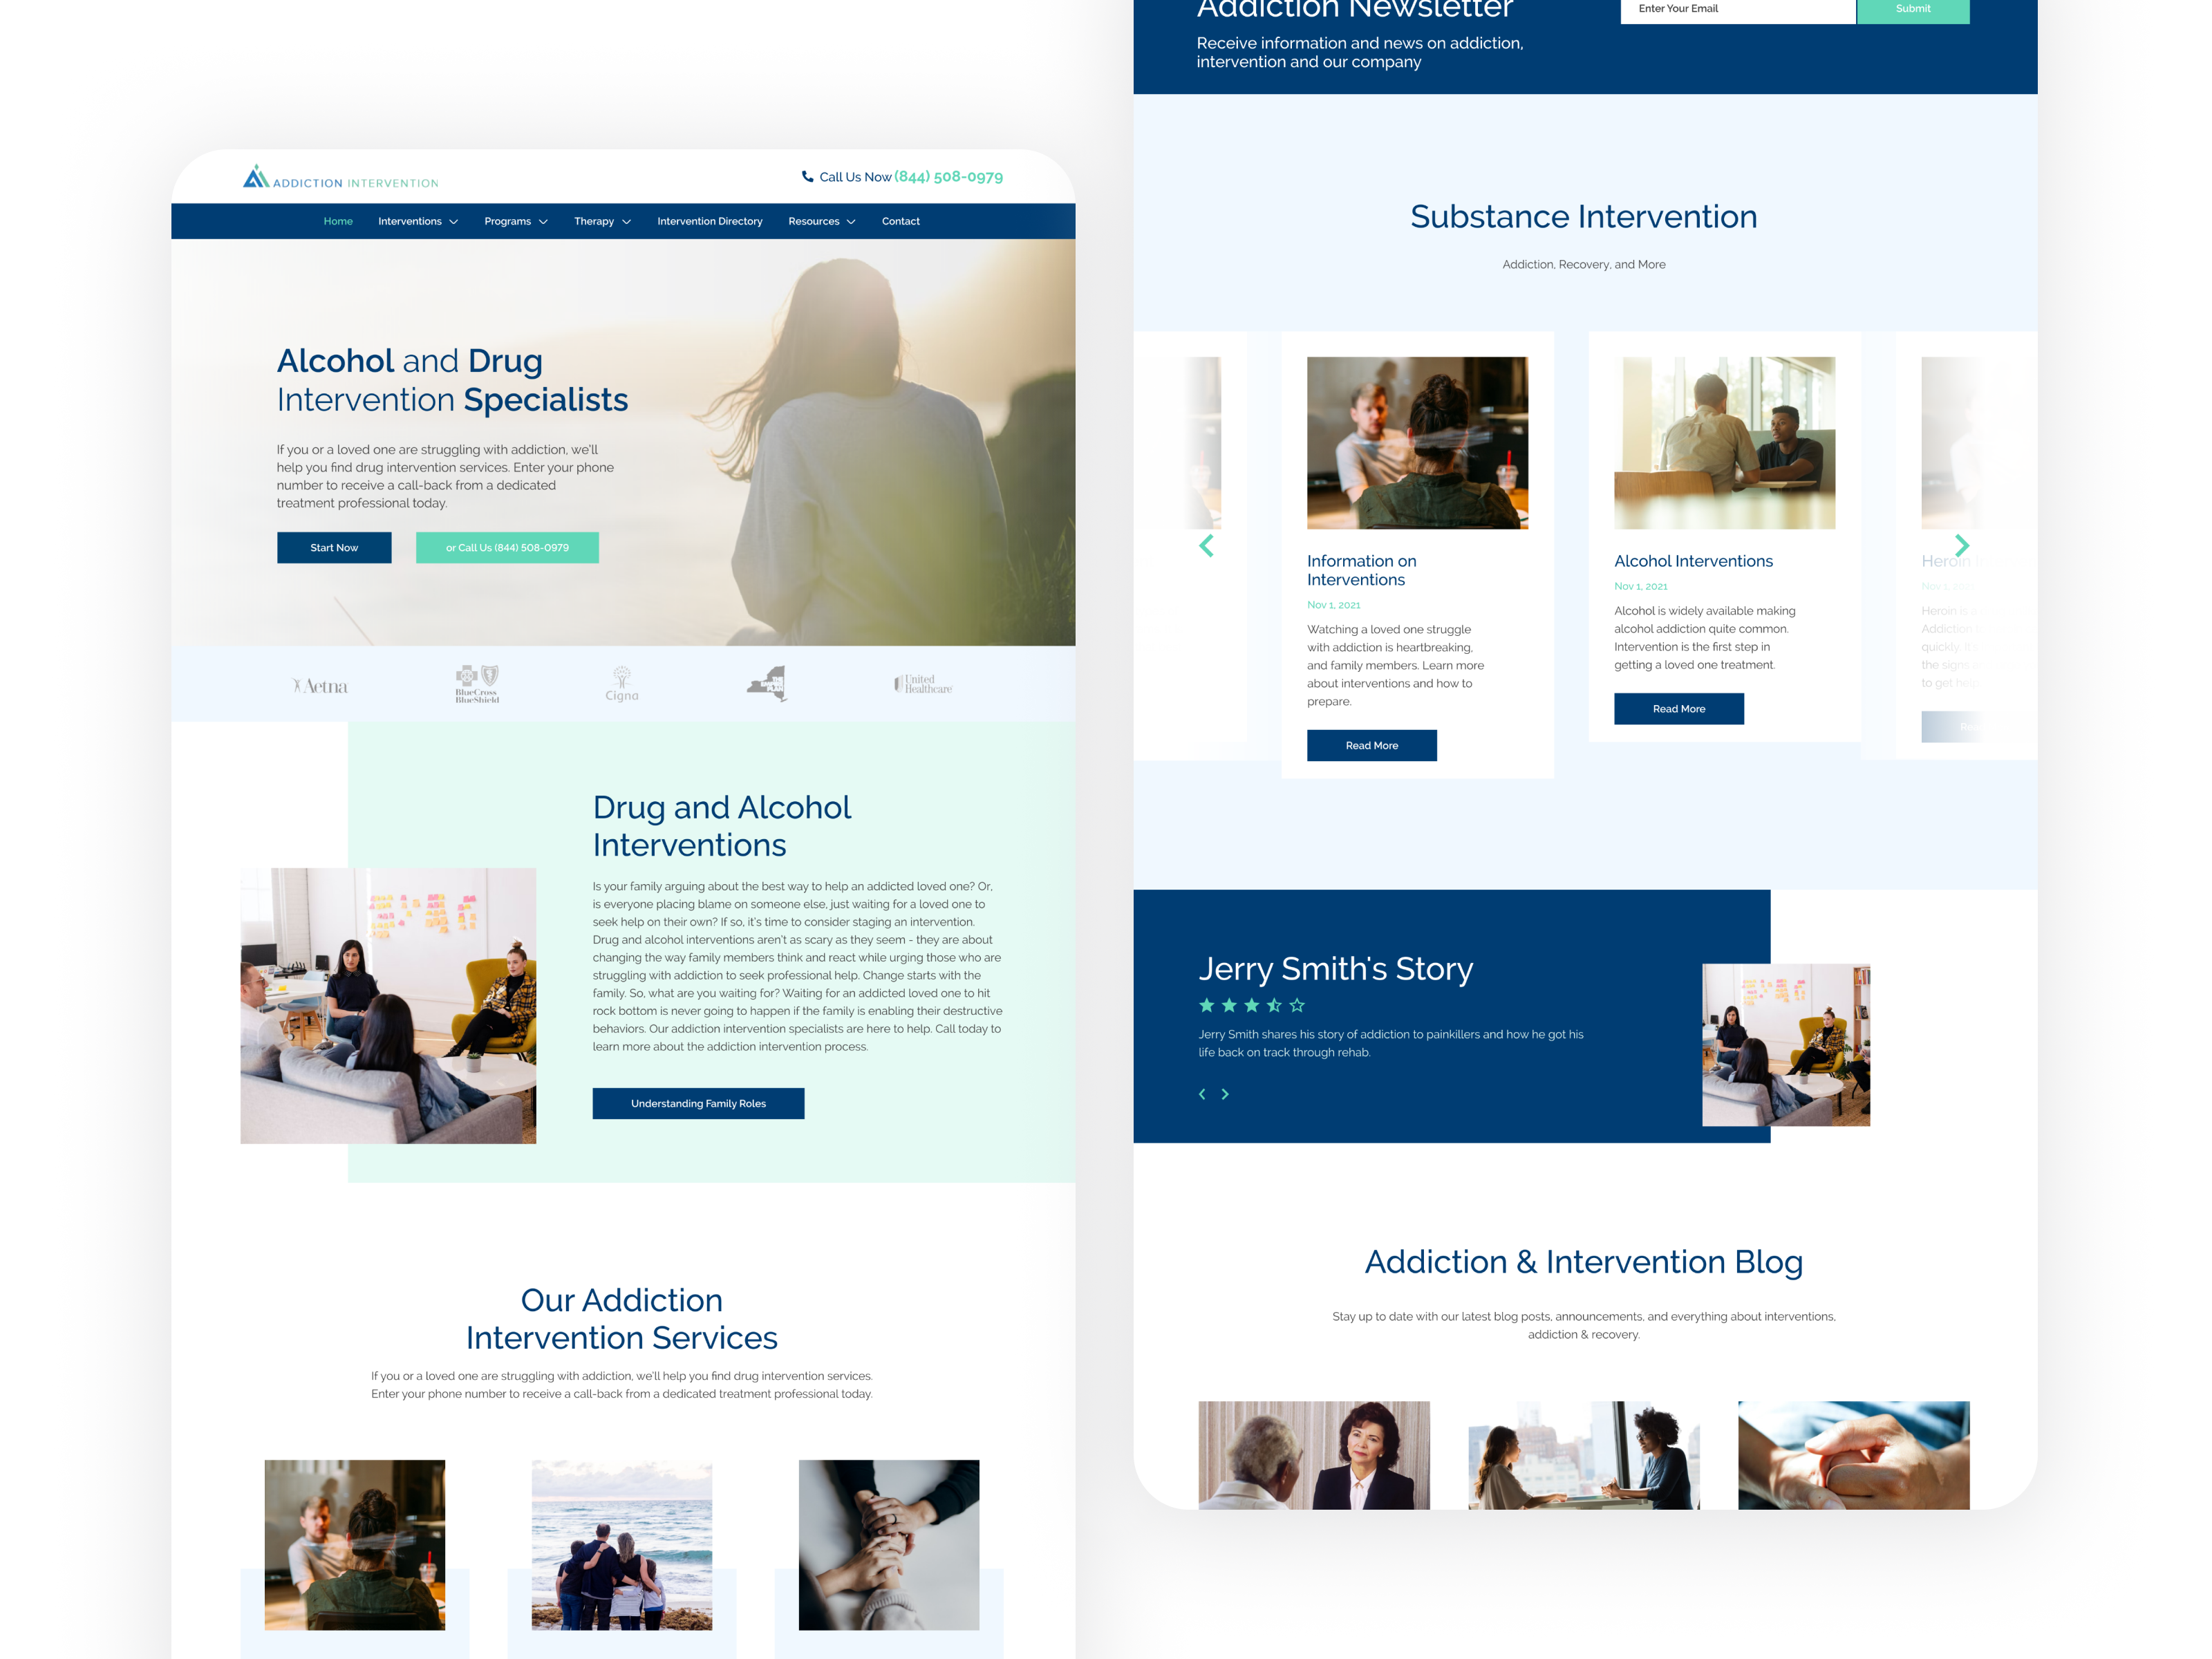 ADDICTION INTERVENTION
Call Us Now (844) 508-0979
Home Interventions Programs Therapy Intervention Directory Resources Contact
Alcohol and Drug
Intervention Specialists
If you or a loved one are struggling with addiction, we'll
help you find drug intervention services. Enter your phone
number to receive a call-back from a dedicated
treatment professional today.
Start Now
or Call Us (844) 508-0979
Aetna
BlueCross
BlueShield
Cigna
THE
EMPIRE
PLAN
United
Healthcare
Drug and Alcohol
Interventions
Is your family arguing about the best way to help an addicted loved one? Or,
is everyone placing blame on someone else, just waiting for a loved one to
seek help on their own? If so, it's time to consider staging an intervention.
Drug and alcohol interventions aren't as scary as they seem - they are about
changing the way family members think and react while urging those who are
struggling with addiction to seek professional help. Change starts with the
family. So, what are you waiting for? Waiting for an addicted loved one to hit
rock bottom is never going to happen if the family is enabling their destructive
behaviors. Our addiction intervention specialists are here to help. Call today to
learn more about the addiction intervention process.
Understanding Family Roles
Our Addiction
Intervention Services
If you or a loved one are struggling with addiction, we'll help you find drug intervention services.
Enter your phone number to receive a call-back from a dedicated treatment professional today.
Addiction Newsletter
Receive information and news on addiction,
intervention and our company
Enter Your Email
Submit
Substance Intervention
Addiction, Recovery, and More
Information on
Interventions
Nov 1, 2021
Watching a loved one struggle
with addiction is heartbreaking,
and family members. Learn more
about interventions and how to
prepare.
Read More
Alcohol Interventions
Nov 1, 2021
Alcohol is widely available making
alcohol addiction quite common.
Intervention is the first step in
getting a loved one treatment.
Read More
Heroin
Nov 1,
Heroin is
Addiction
quickly.
the signs
to get help
Jerry Smith's Story
Jerry Smith shares his story of addiction to painkillers and how he got his
life back on track through rehab.
Addiction & Intervention Blog
Stay up to date with our latest blog posts, announcements, and everything about interventions,
addiction & recovery.